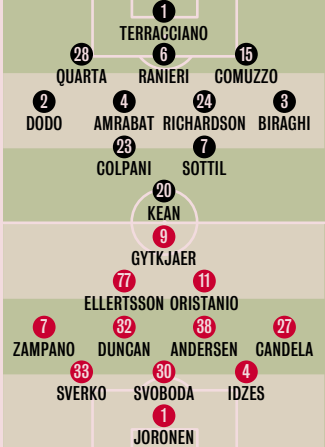 1
TERRACCIANO
28 6 15
QUARTA RANIERI COMUZZO
2 4 24 3
DODO AMRABAT RICHARDSON BIRAGHI
23 7
COLPANI SOTTIL
20
KEAN
9
GYTKJAER
77 11
ELLERTSSON ORISTANIO
7 32 38 27
ZAMPANO DUNCAN ANDERSEN CANDELA
33 30 4
SVERKO SVOBODA IDZES
1
JORONEN